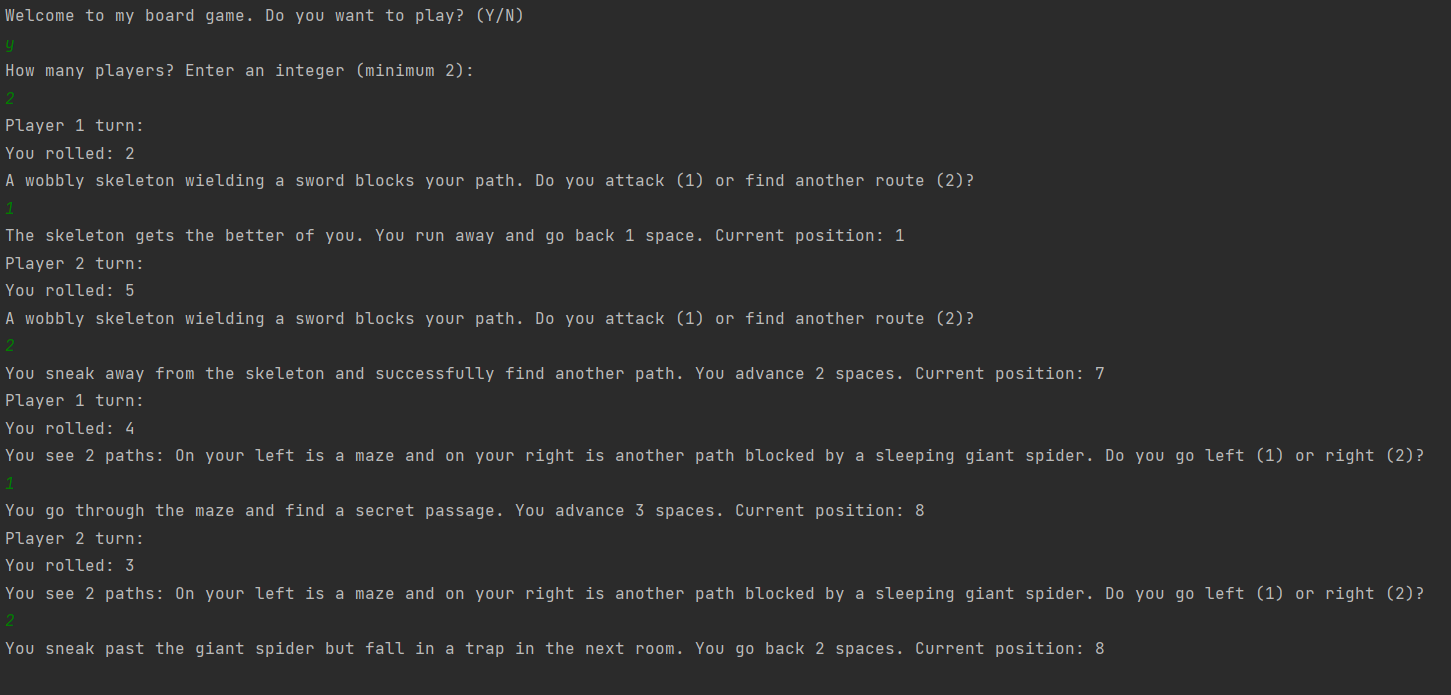 Welcome to my board game. Do you want to play? (Y/N)
y
How many players? Enter an integer (minimum 2):
2
Player 1 turn:
You rolled: 2
A wobbly skeleton wielding a sword blocks your path. Do you attack (1) or find another route (2)?
1
The skeleton gets the better of you. You run away and go back 1 space. Current position: 1
Player 2 turn:
You rolled: 5
A wobbly skeleton wielding a sword blocks your path. Do you attack (1) or find another route (2)?
2
You sneak away from the skeleton and successfully find another path. You advance 2 spaces. Current position: 7
Player 1 turn:
You rolled: 4
You see 2 paths: On your left is a maze and on your right is another path blocked by a sleeping giant spider. Do you go left (1) or right (2)?
1
You go through the maze and find a secret passage. You advance 3 spaces. Current position: 8
Player 2 turn:
You rolled: 3
You see 2 paths: On your left is a maze and on your right is another path blocked by a sleeping giant spider. Do you go left (1) or right (2)?
2
You sneak past the giant spider but fall in a trap in the next room. You go back 2 spaces. Current position: 8